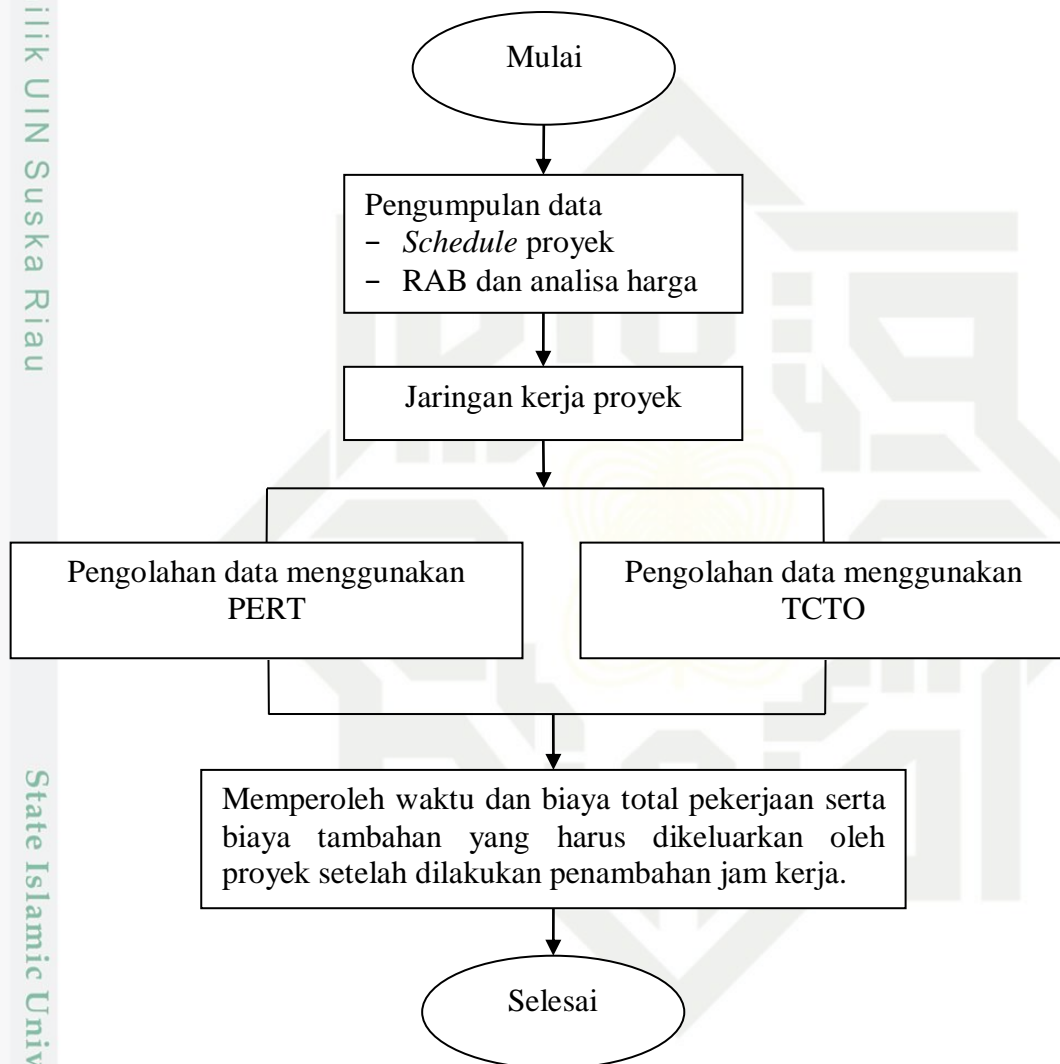 ilik UIN Suska Riau
State Islamic Univ
Mulai
Pengumpulan data
- Schedule proyek
- RAB dan analisa harga
Jaringan kerja proyek
Pengolahan data menggunakan
PERT
Pengolahan data menggunakan
TCTO
Memperoleh waktu dan biaya total pekerjaan serta
biaya tambahan yang harus dikeluarkan oleh
proyek setelah dilakukan penambahan jam kerja.
Selesai